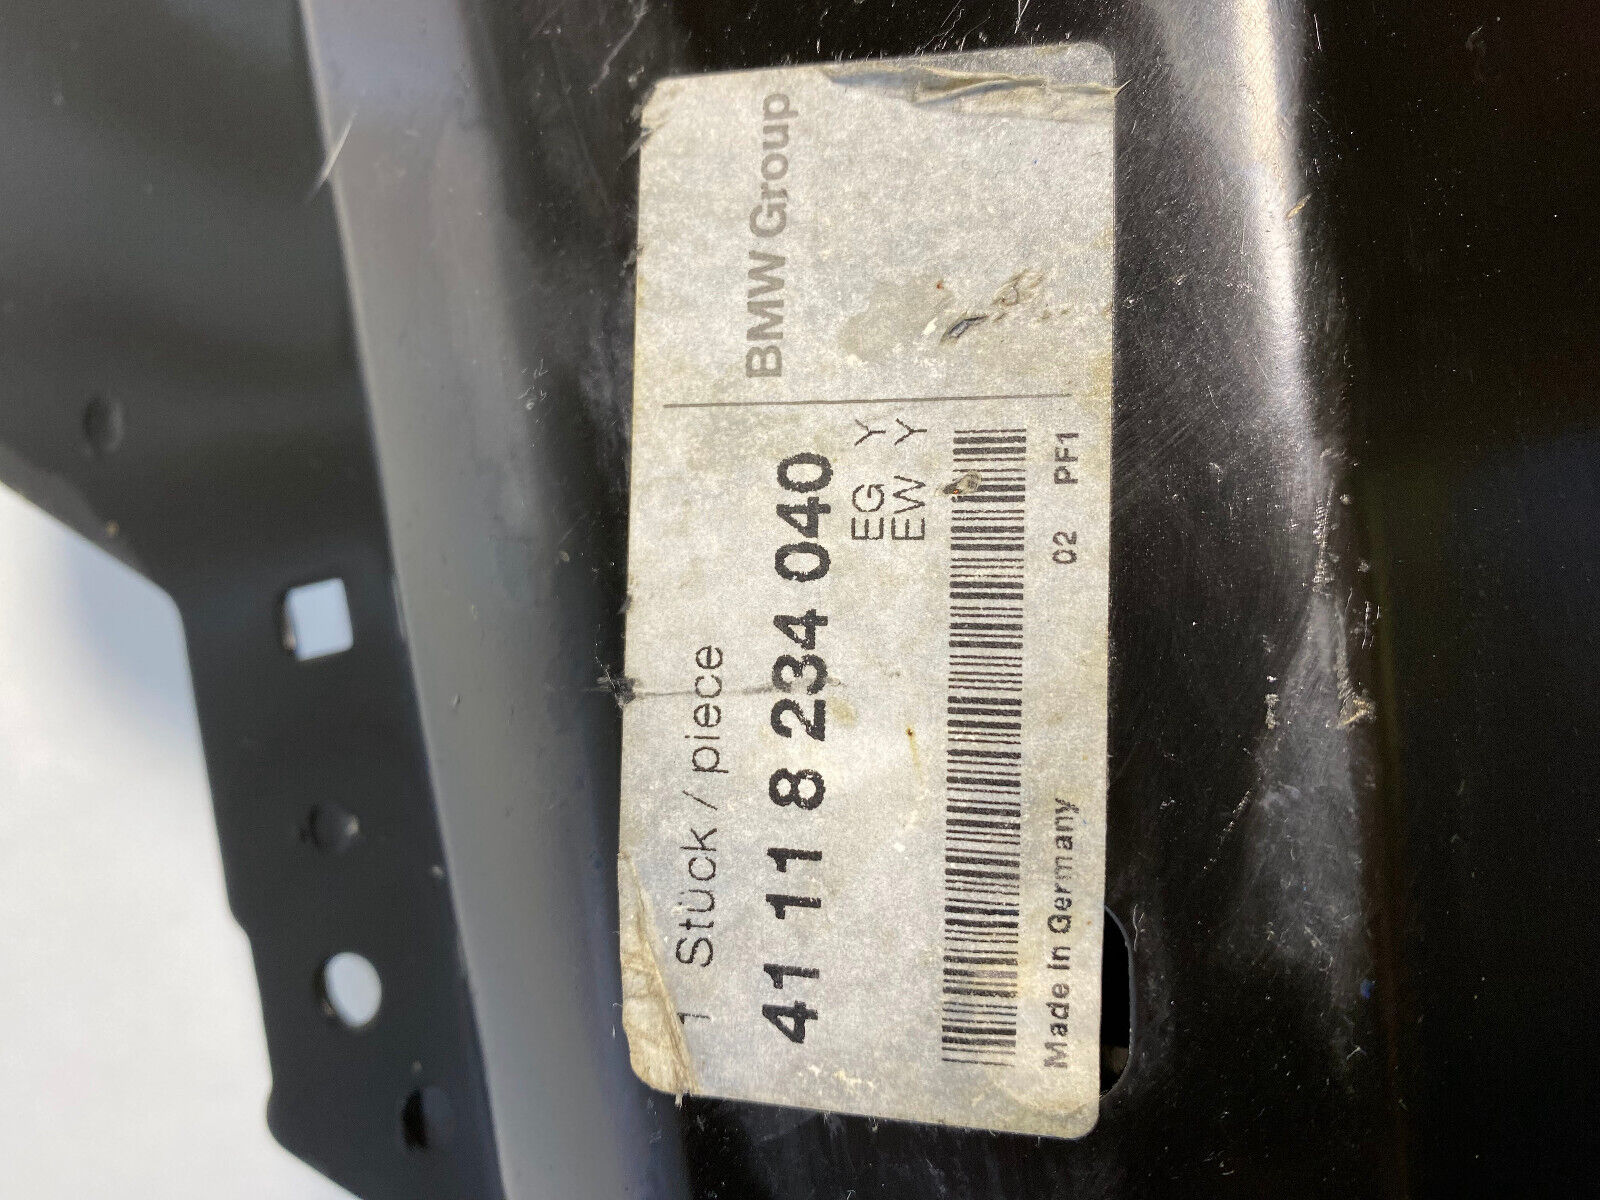 1 Stück / piece
BMW Group
41 11 8 234 040
EG Y
EW Y
Made in Germany 02 PF1